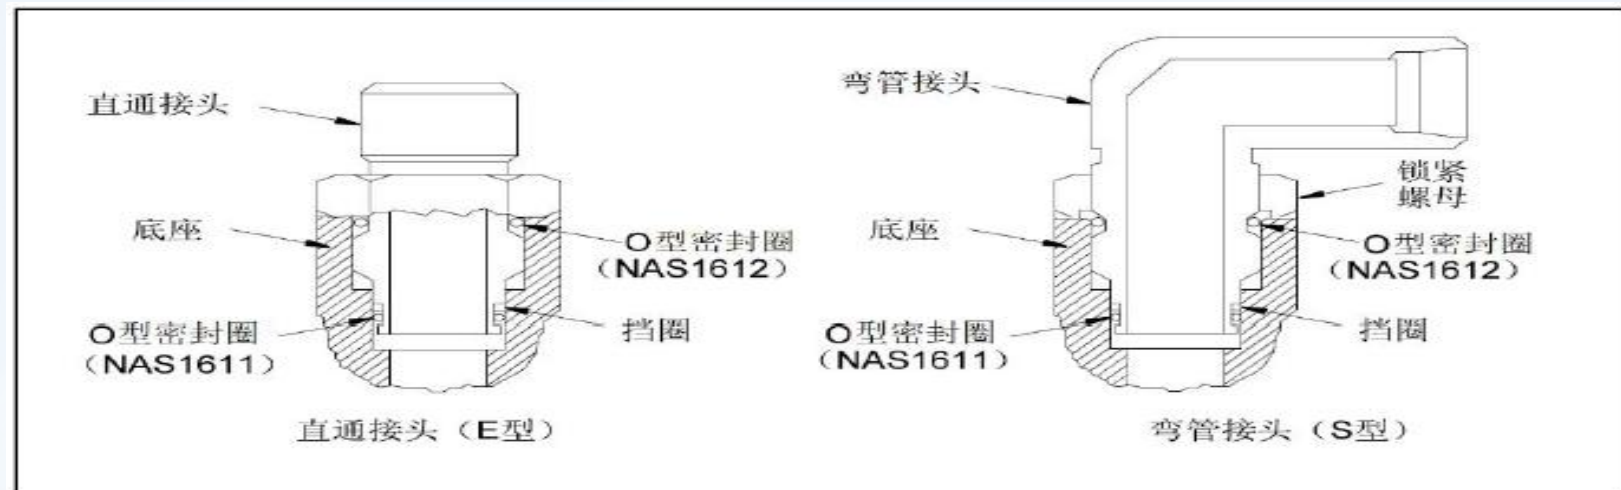 直通接头
底座
O型密封圈
（NAS1612）
O型密封圈
（NAS1611）
挡圈
直通接头（E型）
弯管接头
锁紧
螺母
底座
O型密封圈
（NAS1612）
O型密封圈
（NAS1611）
挡圈
弯管接头（S型）